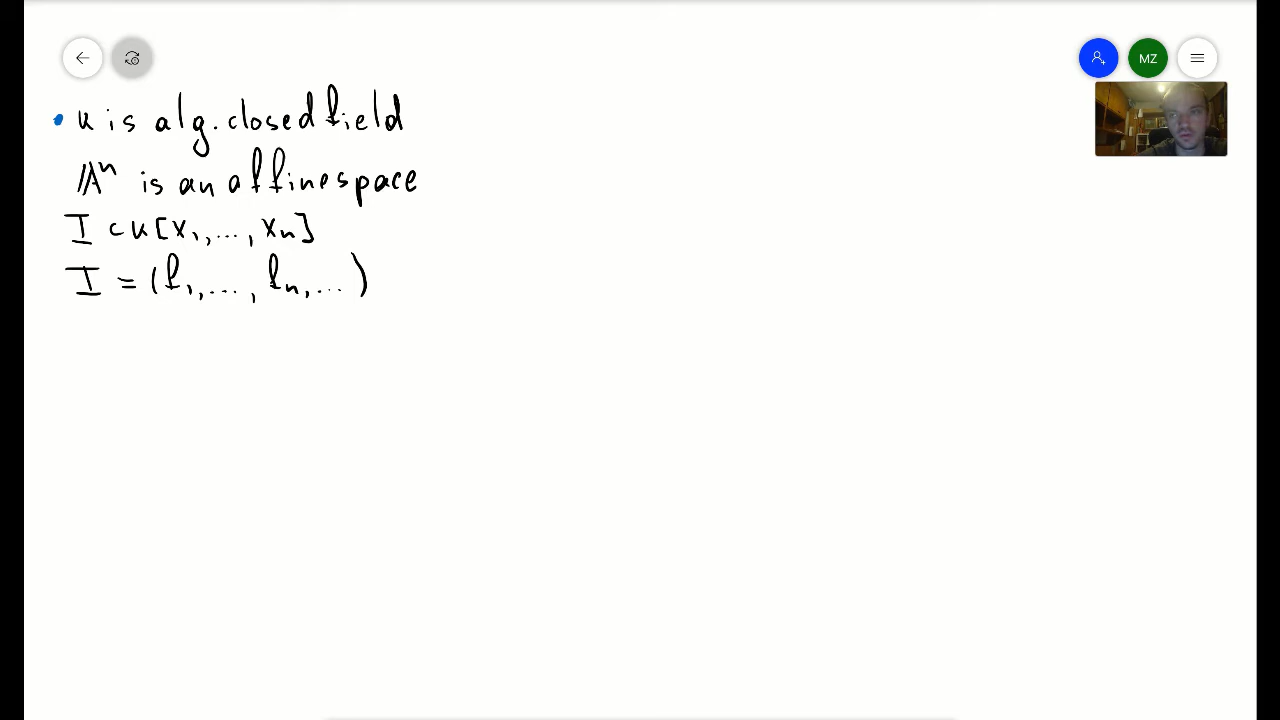 MZ
k is alg. closed field
𝔸ⁿ is an affine space
I ⊂ k[x₁,...,xₙ]
I = (f₁,...,fₙ,...)